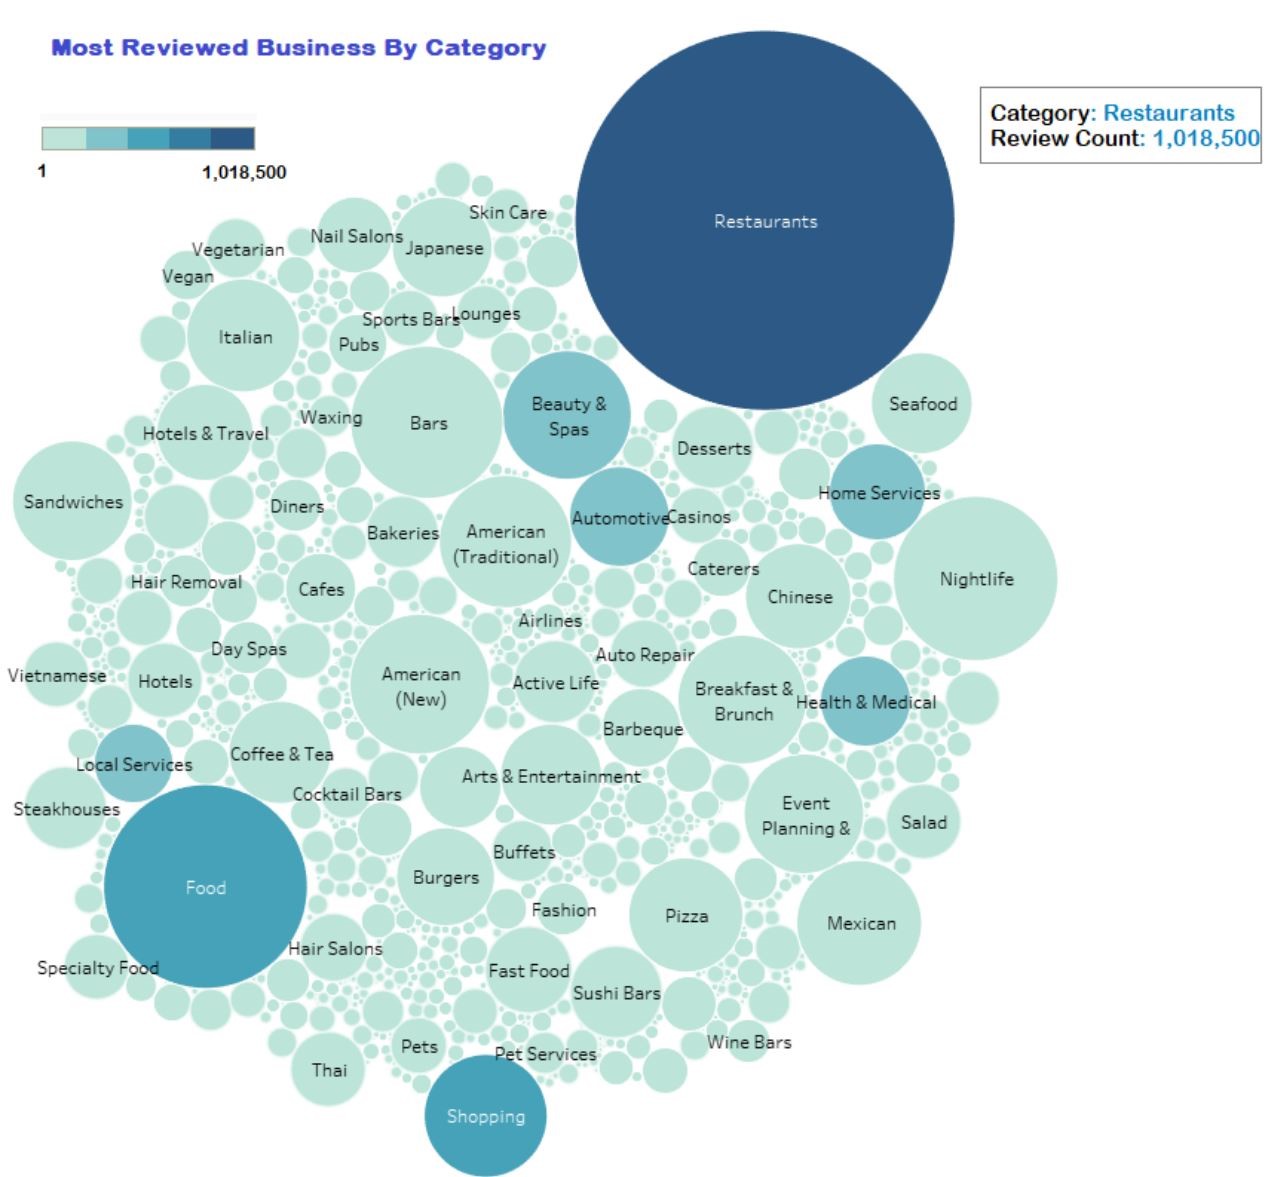 Most Reviewed Business By Category
Category: Restaurants
Review Count: 1,018,500
1
1,018,500
Restaurants
Skin Care
Nail Salons
Japanese
Vegetarian
Vegan
Italian
Sports Bars
Lounges
Pubs
Beauty &
Spas
Seafood
Waxing
Bars
Hotels & Travel
Desserts
Sandwiches
Home Services
Diners
Automotive
Casinos
Bakeries
American
(Traditional)
Caterers
Nightlife
Hair Removal
Cafes
Chinese
Airlines
Day Spas
Auto Repair
Vietnamese
Hotels
American
(New)
Active Life
Breakfast &
Brunch
Health & Medical
Barbeque
Local Services
Coffee & Tea
Arts & Entertainment
Cocktail Bars
Steakhouses
Event
Planning &
Salad
Buffets
Burgers
Food
Fashion
Pizza
Mexican
Hair Salons
Specialty Food
Fast Food
Sushi Bars
Wine Bars
Pets
Pet Services
Thai
Shopping